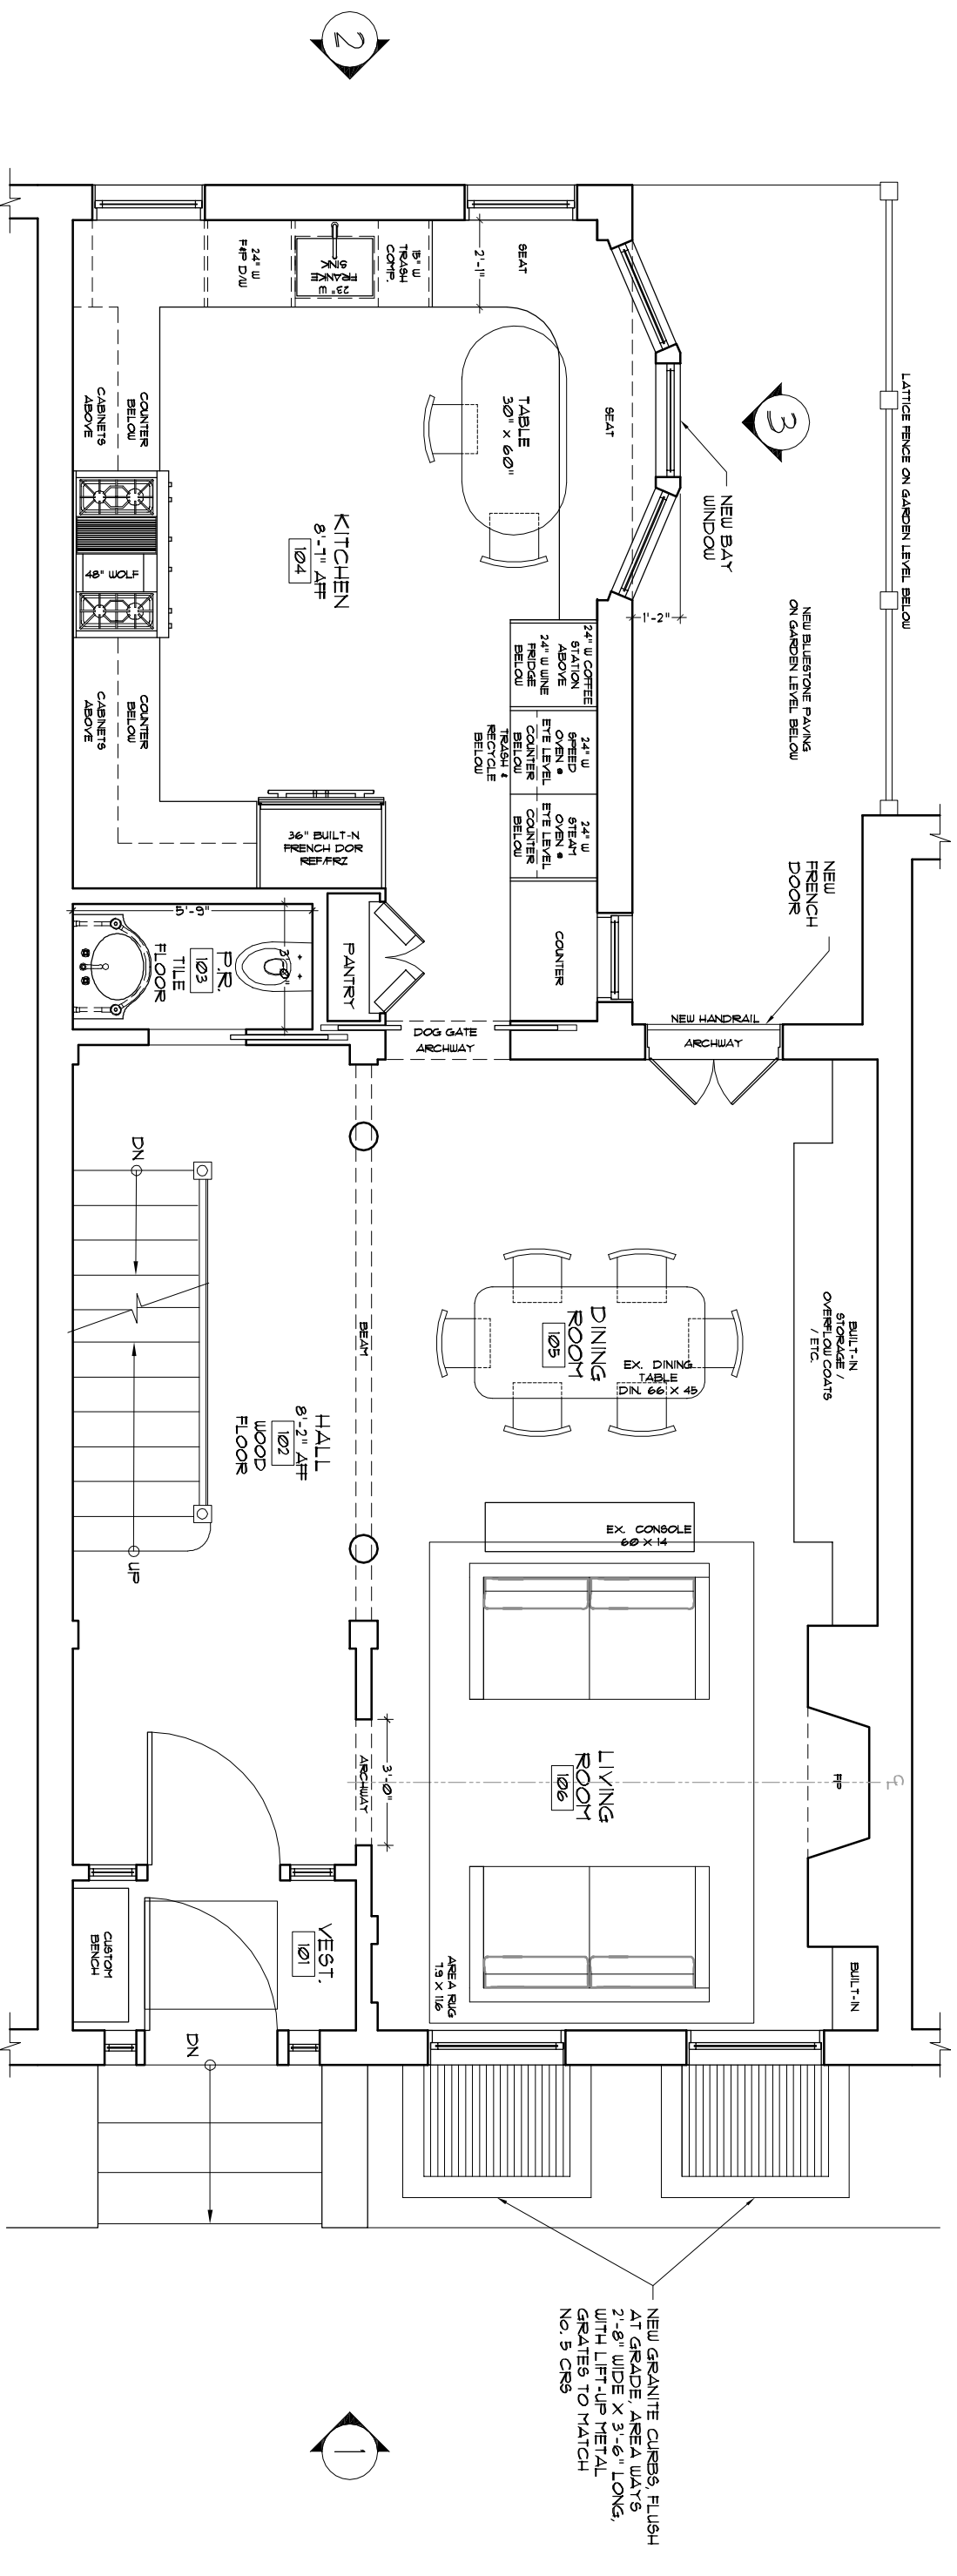 2
LATTICE FENCE ON GARDEN LEVEL BELOW
3
NEW BAY
WINDOW
NEW BLUESTONE PAVING
ON GARDEN LEVEL BELOW
1'-2"
SEAT
2'-1"
15" W
TRASH
COMP.
23" W
FRANKE
SINK
24" W
F&P D/W
SEAT
TABLE
30" X 60"
COUNTER
BELOW
CABINETS
ABOVE
KITCHEN
8'-7" AFF
104
48" WOLF
COUNTER
BELOW
CABINETS
ABOVE
24" W COFFEE
STATION
ABOVE
24" W WINE
FRIDGE
BELOW
24" W
SPEED
OVEN @
EYE LEVEL
COUNTER
BELOW
TRASH &
RECYCLE
BELOW
24" W
STEAM
OVEN @
EYE LEVEL
COUNTER
BELOW
36" BUILT-N
FRENCH DOR
REF/FRZ
NEW
FRENCH
DOOR
COUNTER
PANTRY
5'-9"
3'-0"
P.R.
103
TILE
FLOOR
DOG GATE
ARCHWAY
NEW HANDRAIL
ARCHWAY
DN
BEAM
BUILT-IN
STORAGE /
OVERFLOW COATS
/ ETC.
DINING
ROOM
105
EX. DINING
TABLE
DIN. 66 X 45
HALL
8'-2" AFF
102
WOOD
FLOOR
UP
EX. CONSOLE
60 X 14
LIVING
ROOM
106
F/P
CL
3'-0"
ARCHWAY
VEST.
101
CUSTOM
BENCH
AREA RUG
7.9 X 11.6
BUILT-IN
DN
NEW GRANITE CURBS, FLUSH
AT GRADE, AREA WAYS
2'-8" WIDE X 3'-6" LONG,
WITH LIFT-UP METAL
GRATES TO MATCH
No. 5 CRS
1